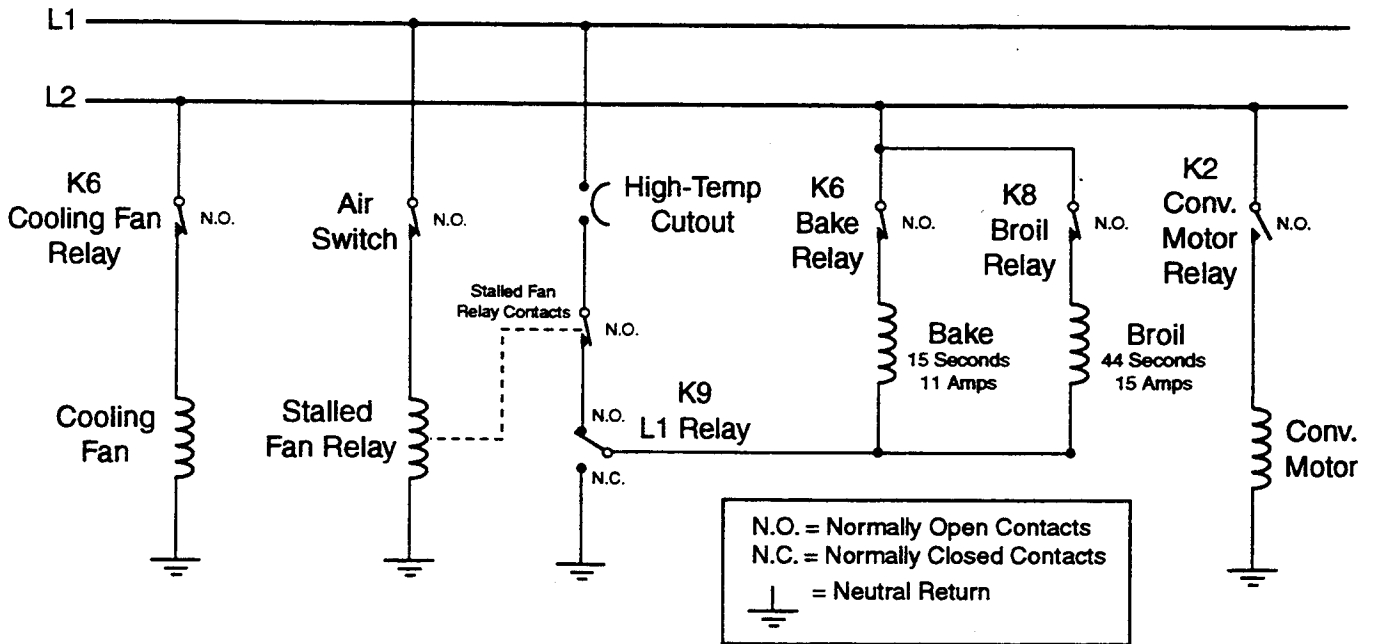 L1
L2
K6
Cooling Fan
Relay
N.O.
Air
Switch
N.O.
High-Temp
Cutout
K6
Bake
Relay
N.O.
K8
Broil
Relay
N.O.
K2
Conv.
Motor
Relay
N.O.
Stalled Fan
Relay Contacts
N.O.
Bake
15 Seconds
11 Amps
Broil
44 Seconds
15 Amps
Cooling
Fan
Stalled
Fan Relay
N.O.
K9
L1 Relay
N.C.
Conv.
Motor
N.O. = Normally Open Contacts
N.C. = Normally Closed Contacts
= Neutral Return